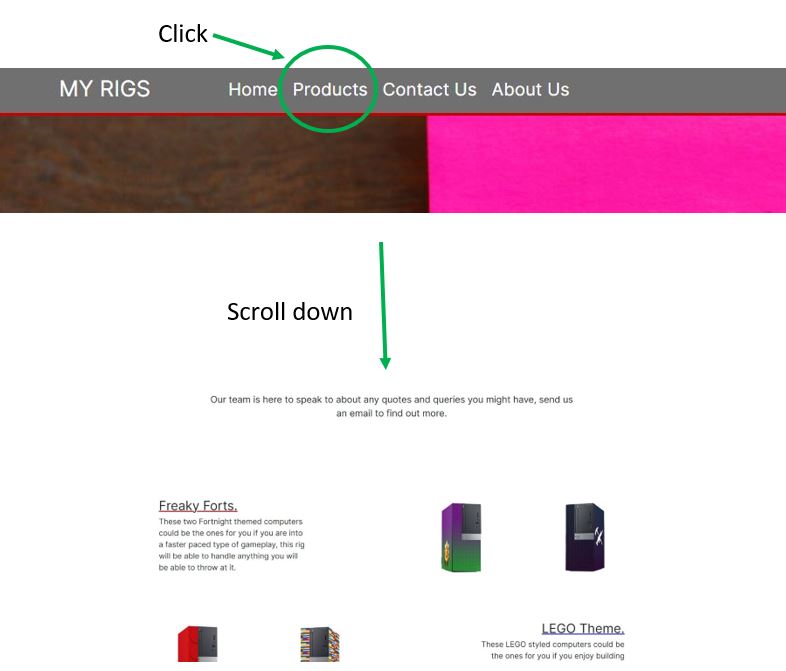 Click
MY RIGS Home Products Contact Us About Us
Scroll down
Our team is here to speak to about any quotes and queries you might have, send us
an email to find out more.
Freaky Forts.
These two Fortnight themed computers
could be the ones for you if you are into
a faster paced type of gameplay, this rig
will be able to handle anything you will
be able to throw at it.
LEGO Theme.
These LEGO styled computers could be
the ones for you if you enjoy building